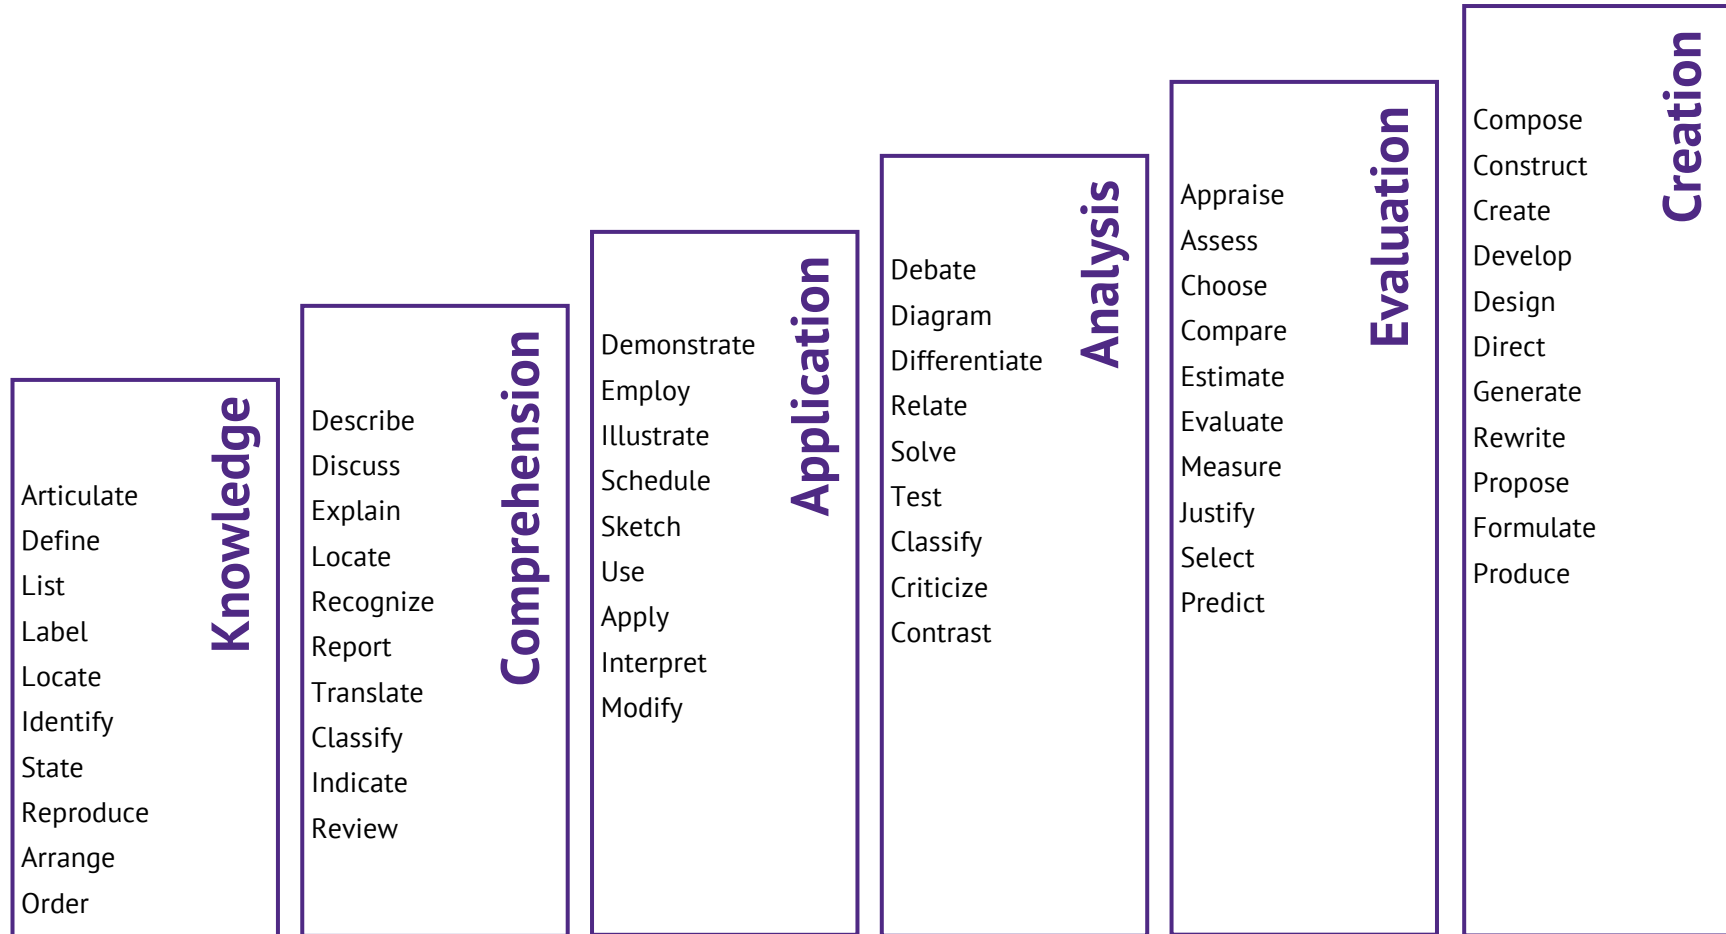 Knowledge
Articulate
Define
List
Label
Locate
Identify
State
Reproduce
Arrange
Order
Comprehension
Describe
Discuss
Explain
Locate
Recognize
Report
Translate
Classify
Indicate
Review
Application
Demonstrate
Employ
Illustrate
Schedule
Sketch
Use
Apply
Interpret
Modify
Analysis
Debate
Diagram
Differentiate
Relate
Solve
Test
Classify
Criticize
Contrast
Evaluation
Appraise
Assess
Choose
Compare
Estimate
Evaluate
Measure
Justify
Select
Predict
Creation
Compose
Construct
Create
Develop
Design
Direct
Generate
Rewrite
Propose
Formulate
Produce